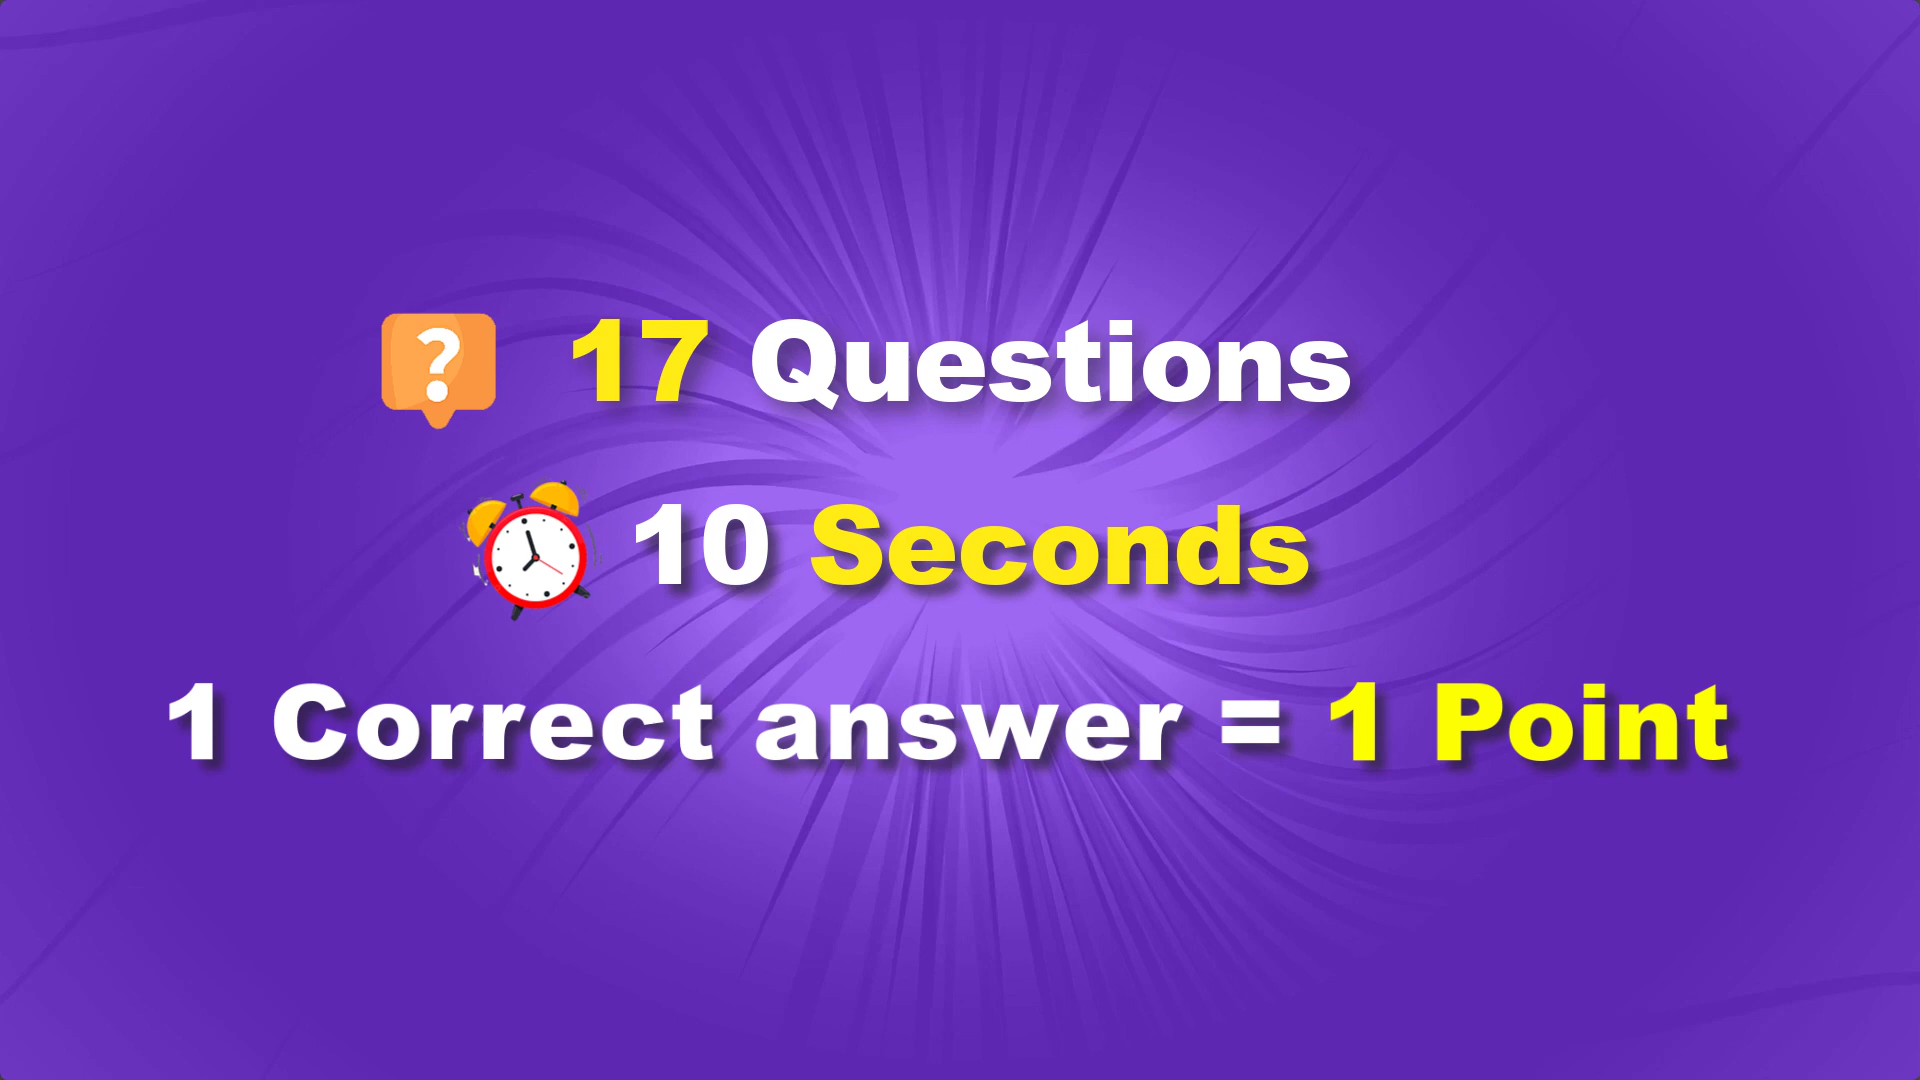 ?
17 Questions
10 Seconds
1 Correct answer = 1 Point